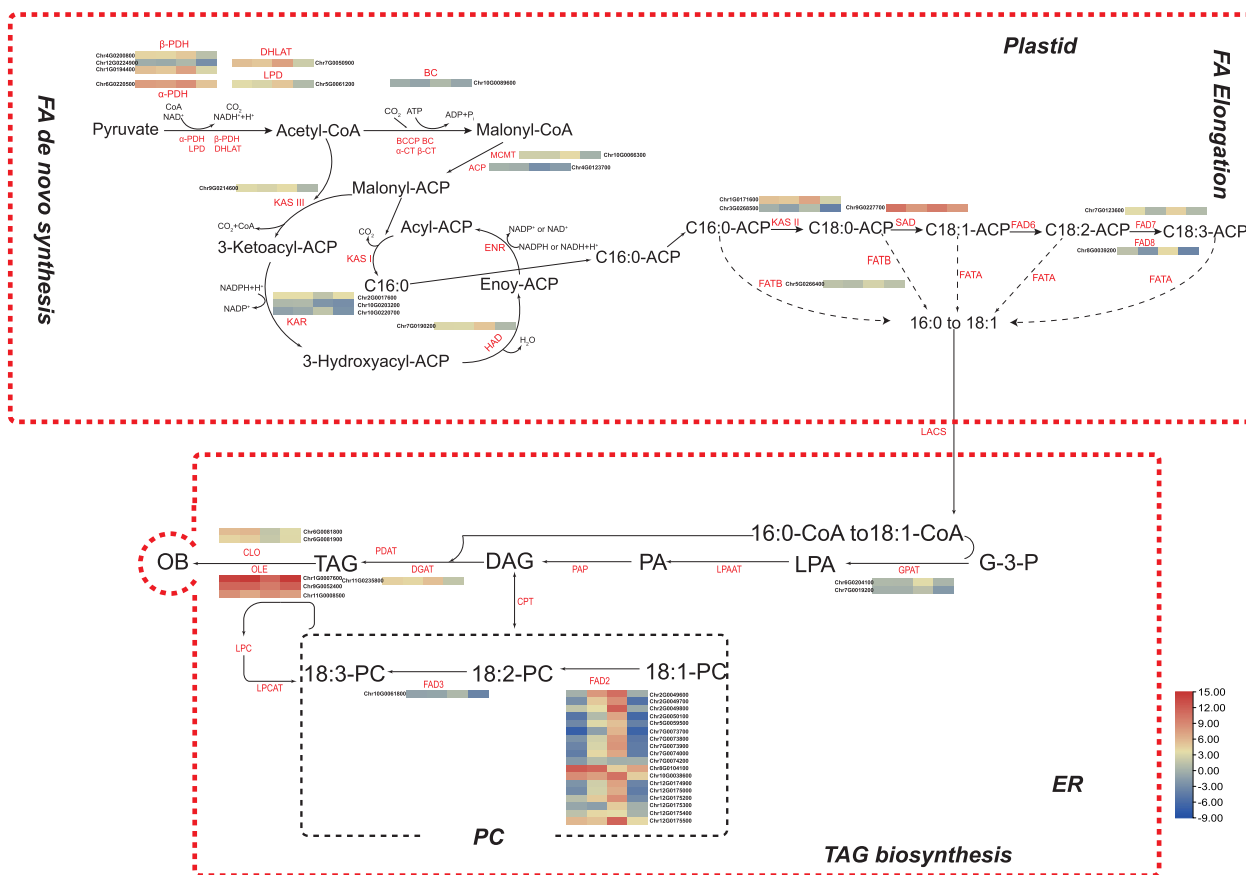 Plastid
FA de novo synthesis
FA Elongation
β-PDH
Chr4G0200800
Chr12G0224900
Chr1G0194400
Chr6G0220500
α-PDH
DHLAT
Chr7G0050900
LPD
Chr5G0061200
BC
Chr10G0089600
CoA
NAD⁺
CO₂
NADH⁺+H⁺
Pyruvate
α-PDH β-PDH
LPD DHLAT
Acetyl-CoA
CO₂ ATP
ADP+Pᵢ
BCCP BC
α-CT β-CT
Malonyl-CoA
MCMT
Chr10G0066300
ACP
Chr4G0123700
Chr9G0214600
KAS III
Malonyl-ACP
CO₂+CoA
3-Ketoacyl-ACP
Acyl-ACP
CO₂
KAS I
NADP⁺ or NAD⁺
ENR
NADPH or NADH+H⁺
C16:0
Enoy-ACP
NADPH+H⁺
NADP⁺
Chr2G0017600
Chr10G0203200
Chr10G0220700
KAR
Chr7G0190200
HAD
H₂O
3-Hydroxyacyl-ACP
C16:0-ACP
Chr1G0171600
Chr3G0268500
Chr9G0227700
Chr7G0123600
C16:0-ACP
KAS II
C18:0-ACP
SAD
C18:1-ACP
FAD6
C18:2-ACP
FAD7
FAD8
C18:3-ACP
Chr8G0039200
FATB
FATB
FATA
FATA
FATA
Chr5G0266400
16:0 to 18:1
LACS
16:0-CoA to18:1-CoA
Chr6G0081800
Chr6G0081900
OB
CLO
OLE
TAG
PDAT
DGAT
DAG
PAP
PA
LPAAT
LPA
GPAT
G-3-P
Chr1G0007600
Chr9G0052400
Chr11G0008500
Chr11G0235800
Chr6G0204100
Chr7G0019200
CPT
LPC
LPCAT
18:3-PC
FAD3
18:2-PC
FAD2
18:1-PC
Chr10G0061800
Chr2G0049600
Chr2G0049700
Chr2G0049800
Chr2G0050100
Chr5G0059500
Chr7G0073700
Chr7G0073800
Chr7G0073900
Chr7G0074000
Chr7G0074200
Chr8G0104100
Chr10G0038600
Chr12G0174900
Chr12G0175000
Chr12G0175200
Chr12G0175300
Chr12G0175400
Chr12G0175500
PC
ER
TAG biosynthesis
15.00
12.00
9.00
6.00
3.00
0.00
-3.00
-6.00
-9.00